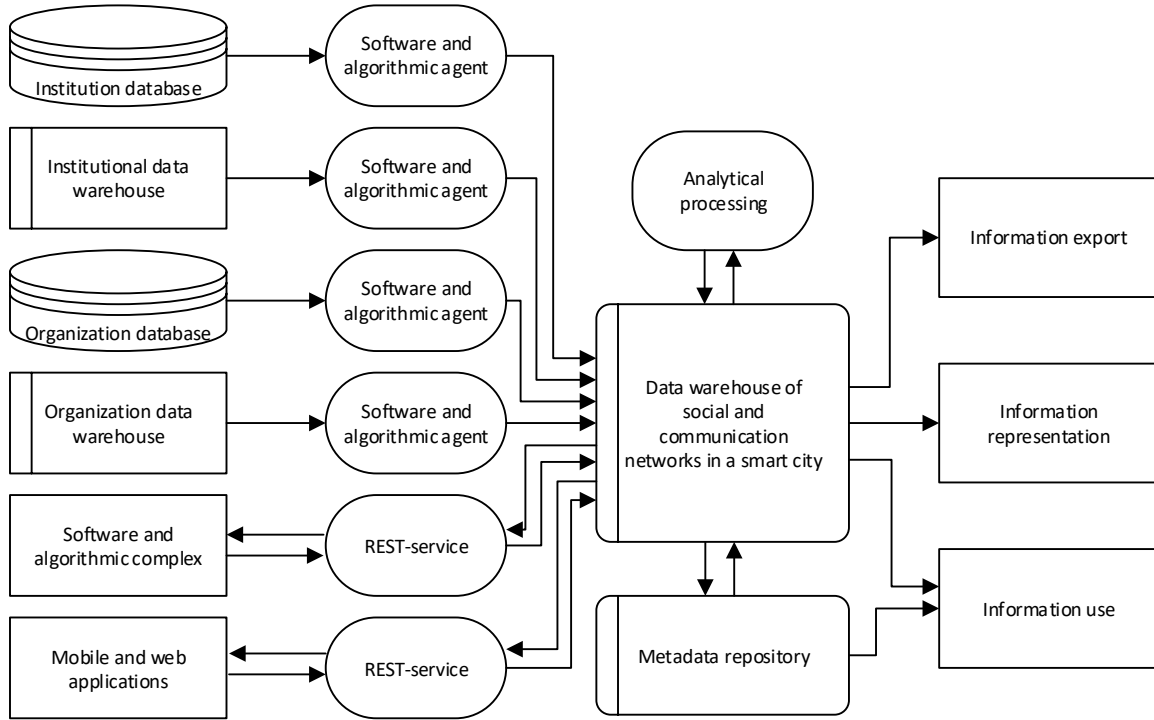 Institution database
Software and
algorithmic agent
Institutional data
warehouse
Software and
algorithmic agent
Organization database
Software and
algorithmic agent
Organization data
warehouse
Software and
algorithmic agent
Software and
algorithmic complex
REST-service
Mobile and web
applications
REST-service
Analytical
processing
Data warehouse of
social and
communication
networks in a smart city
Metadata repository
Information export
Information
representation
Information use